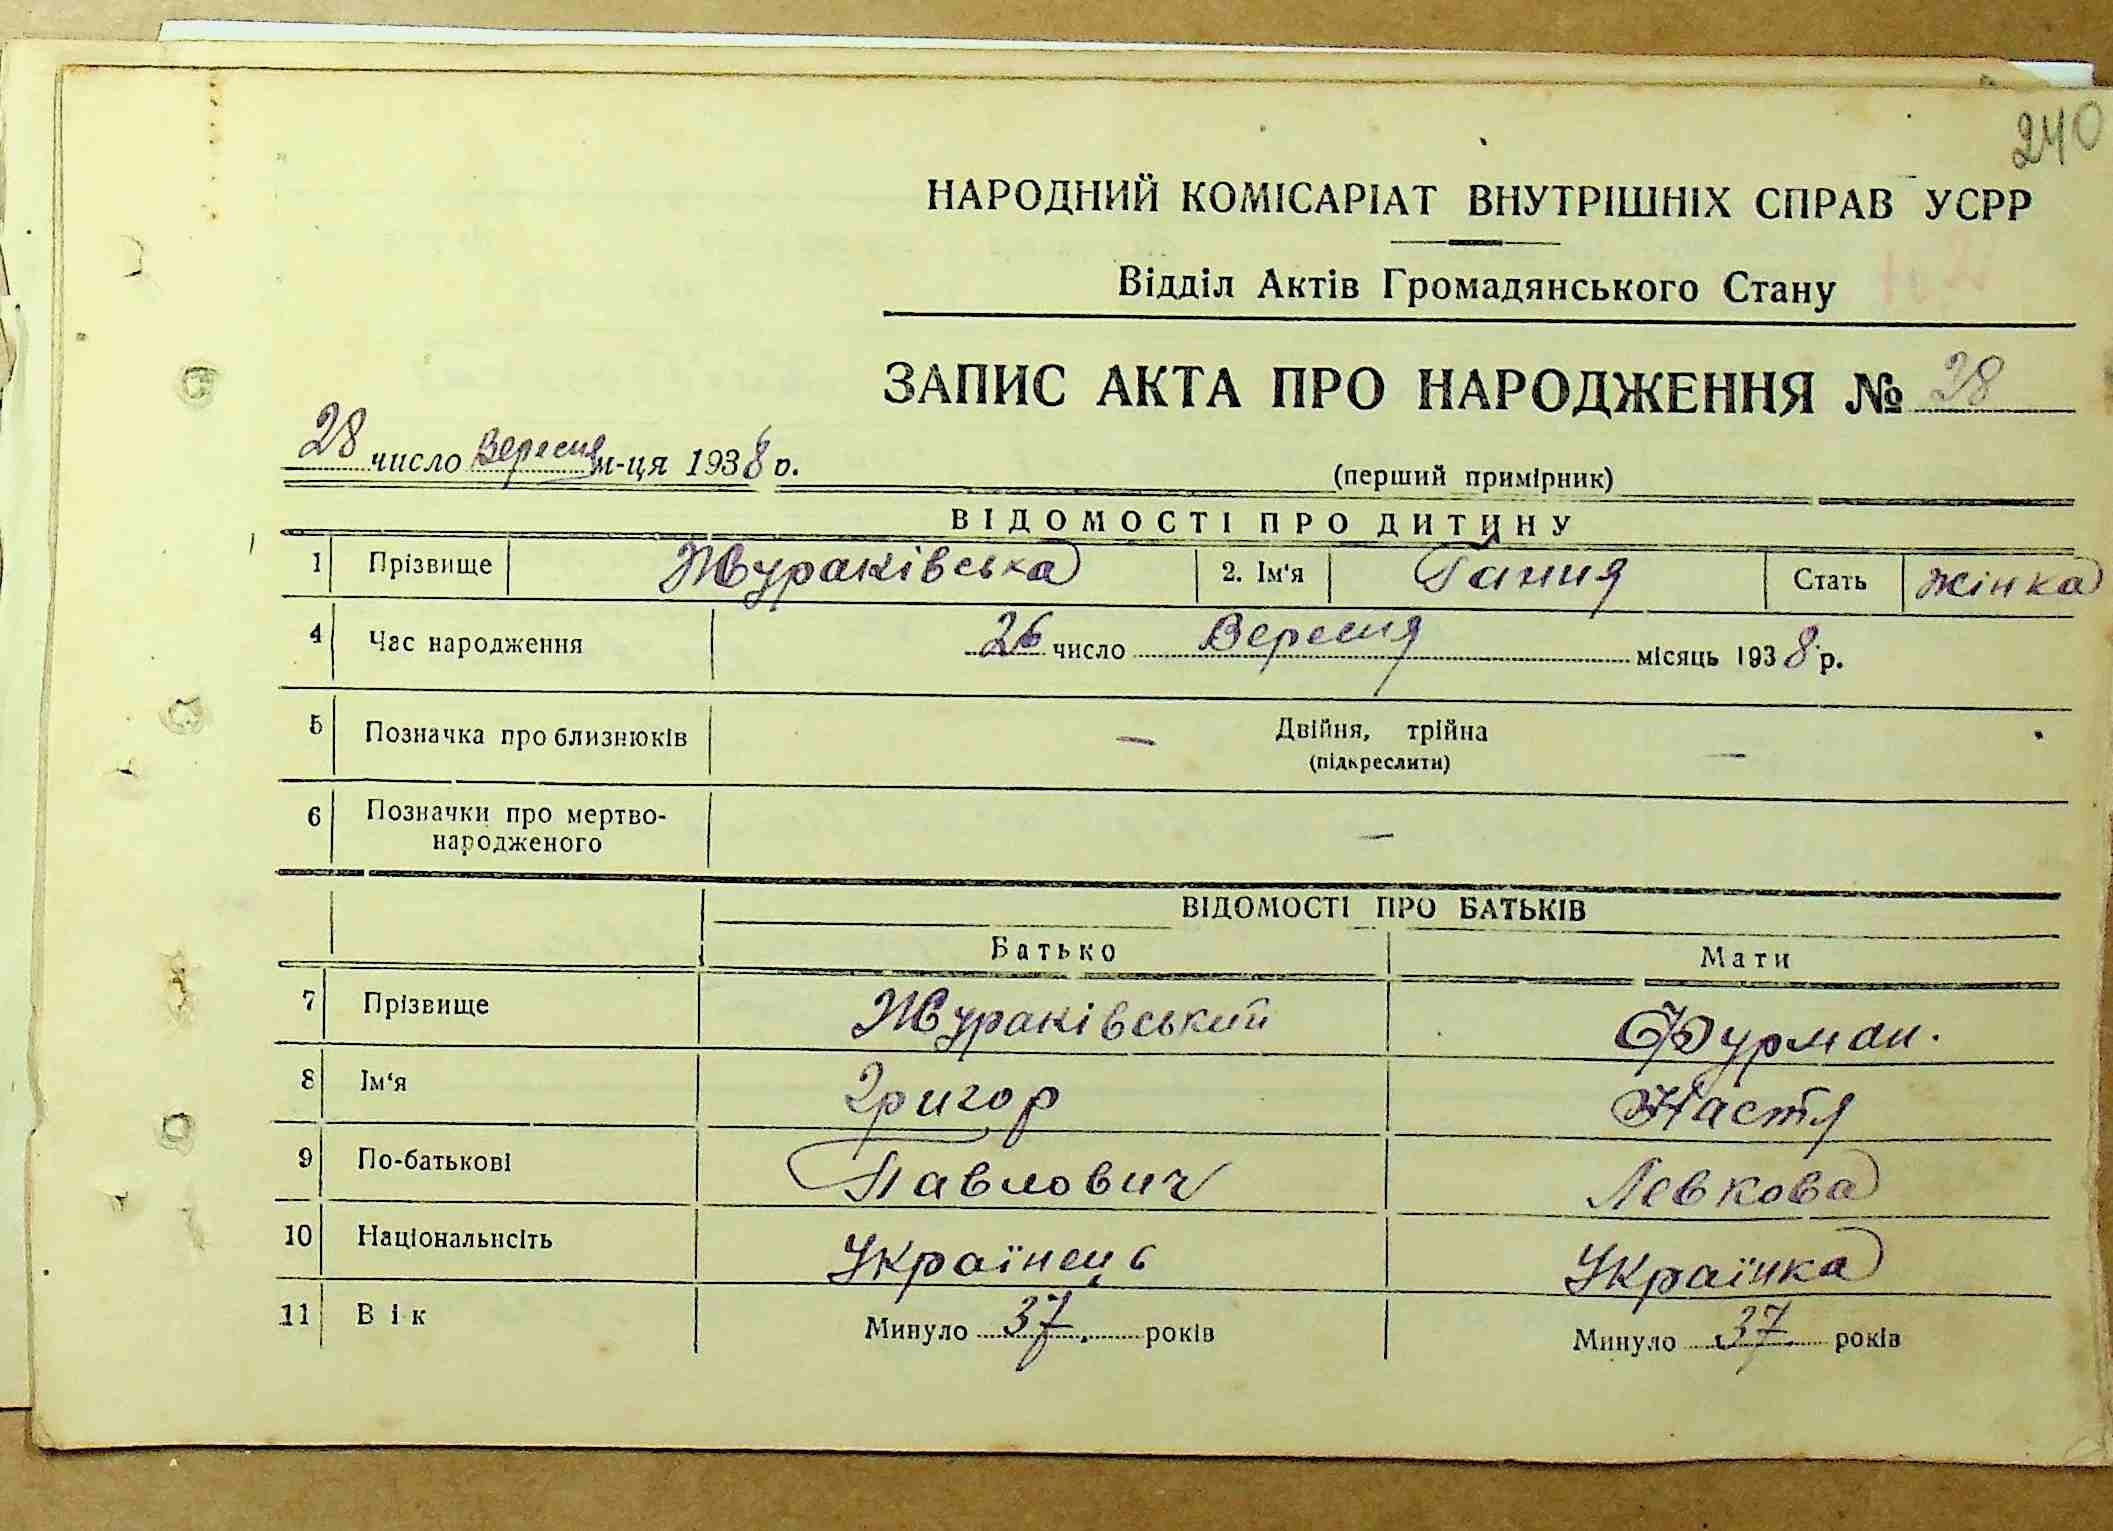 240
НАРОДНИЙ КОМІСАРІАТ ВНУТРІШНІХ СПРАВ УСРР
Відділ Актів Громадянського Стану
ЗАПИС АКТА ПРО НАРОДЖЕННЯ № 28
28 число Вересня м-ця 1938 р.
(перший примірник)
ВІДОМОСТІ ПРО ДИТИНУ
1 Прізвище Жураківська 2. Ім'я Гання Стать жінка
4 Час народження 26 число Вересня місяць 1938 р.
5 Позначка про близнюків — Двійня, трійна —
(підкреслити)
6 Позначки про мертво-
народженого —
ВІДОМОСТІ ПРО БАТЬКІВ
Батько Мати
7 Прізвище Жураківський Фурман.
8 Ім'я Григор Настя
9 По-батькові Павлович Левкова
10 Національнсіть Українець Українка
11 Вік Минуло 37 років Минуло 37 років